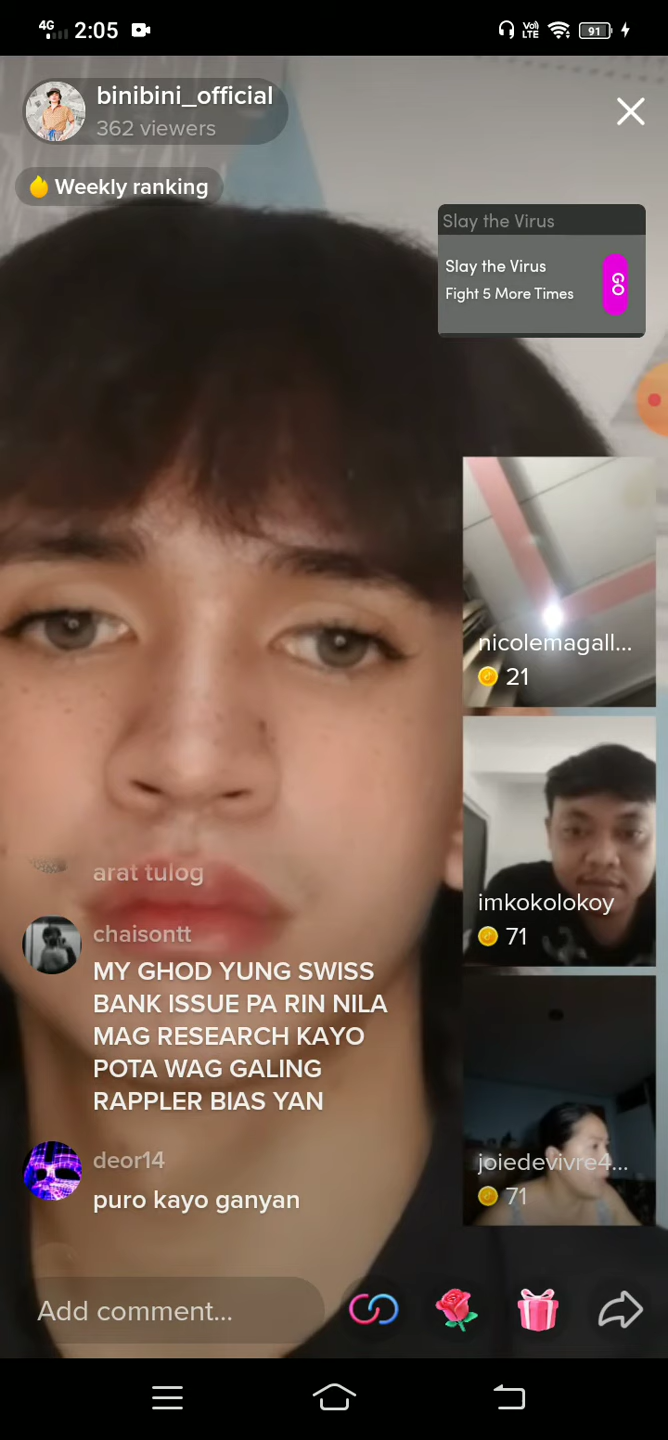 4G 2:05 Vo) LTE 91
binibini_official
362 viewers
Weekly ranking
Slay the Virus
Slay the Virus
Fight 5 More Times
GO
nicolemagall...
21
imkokolokoy
71
joiedevivre4...
71
arat tulog
chaisontt
MY GHOD YUNG SWISS
BANK ISSUE PA RIN NILA
MAG RESEARCH KAYO
POTA WAG GALING
RAPPLER BIAS YAN
deor14
puro kayo ganyan
Add comment...